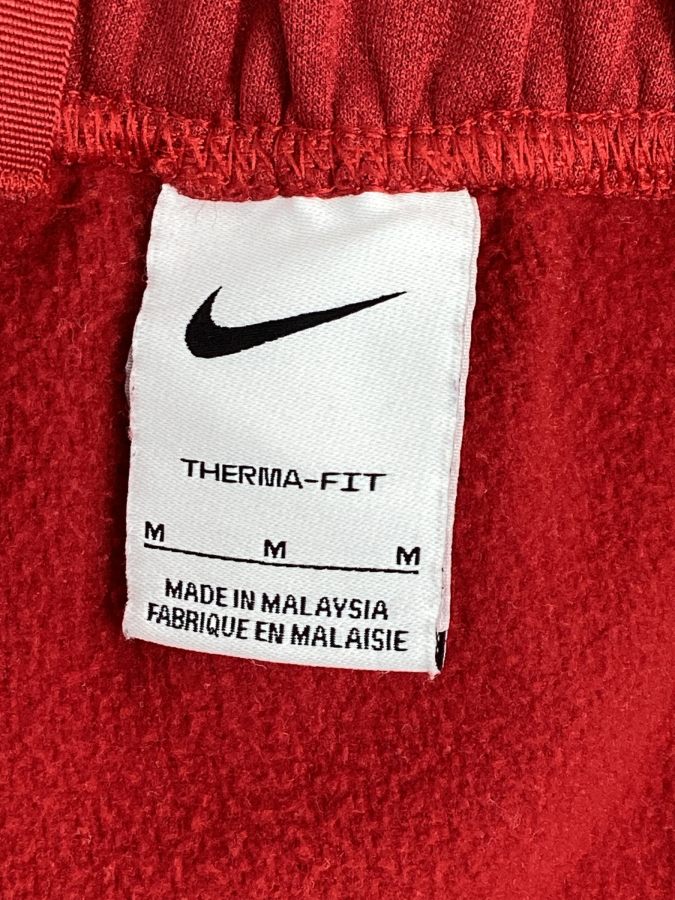 THERMA-FIT
M M M
MADE IN MALAYSIA
FABRIQUE EN MALAISIE